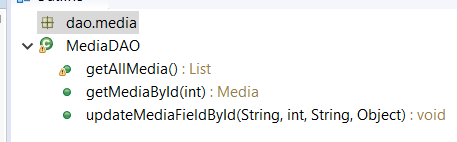 dao.media
MediaDAO
getAllMedia() : List
getMediaById(int) : Media
updateMediaFieldById(String, int, String, Object) : void